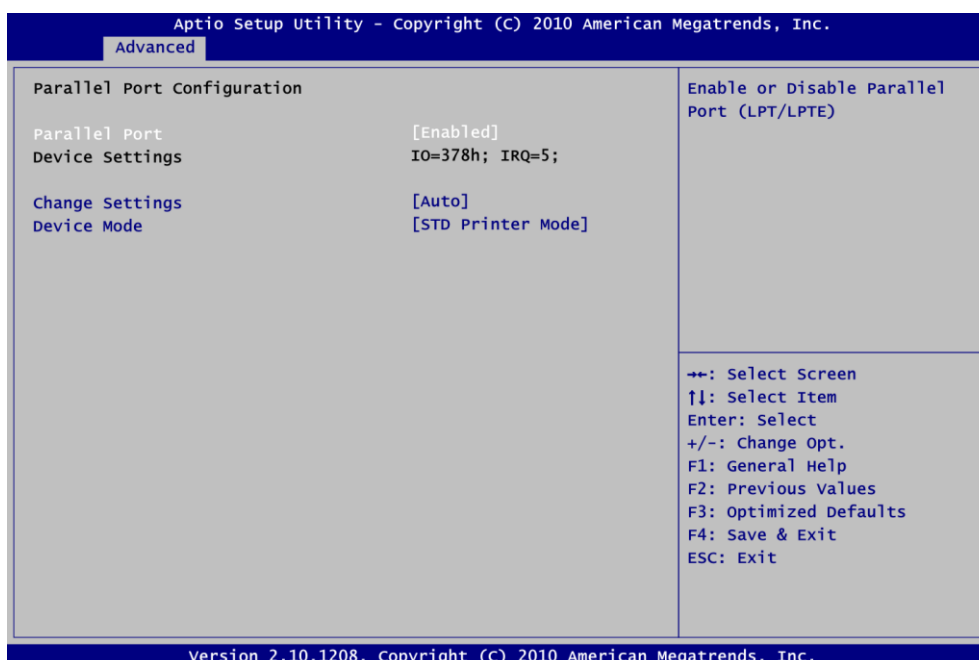 Aptio Setup Utility - Copyright (C) 2010 American Megatrends, Inc.
Advanced
Parallel Port Configuration
Parallel Port [Enabled]
Device Settings IO=378h; IRQ=5;
Change Settings [Auto]
Device Mode [STD Printer Mode]
Enable or Disable Parallel
Port (LPT/LPTE)
→←: Select Screen
↑↓: Select Item
Enter: Select
+/-: Change Opt.
F1: General Help
F2: Previous Values
F3: Optimized Defaults
F4: Save & Exit
ESC: Exit
Version 2.10.1208. Copyright (C) 2010 American Megatrends, Inc.